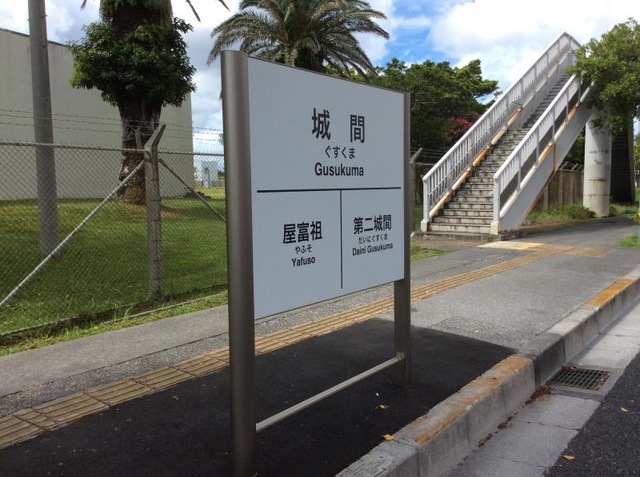 城間
ぐすくま
Gusukuma
屋富祖
やふそ
Yafuso
第二城間
だいにぐすくま
Daini Gusukuma